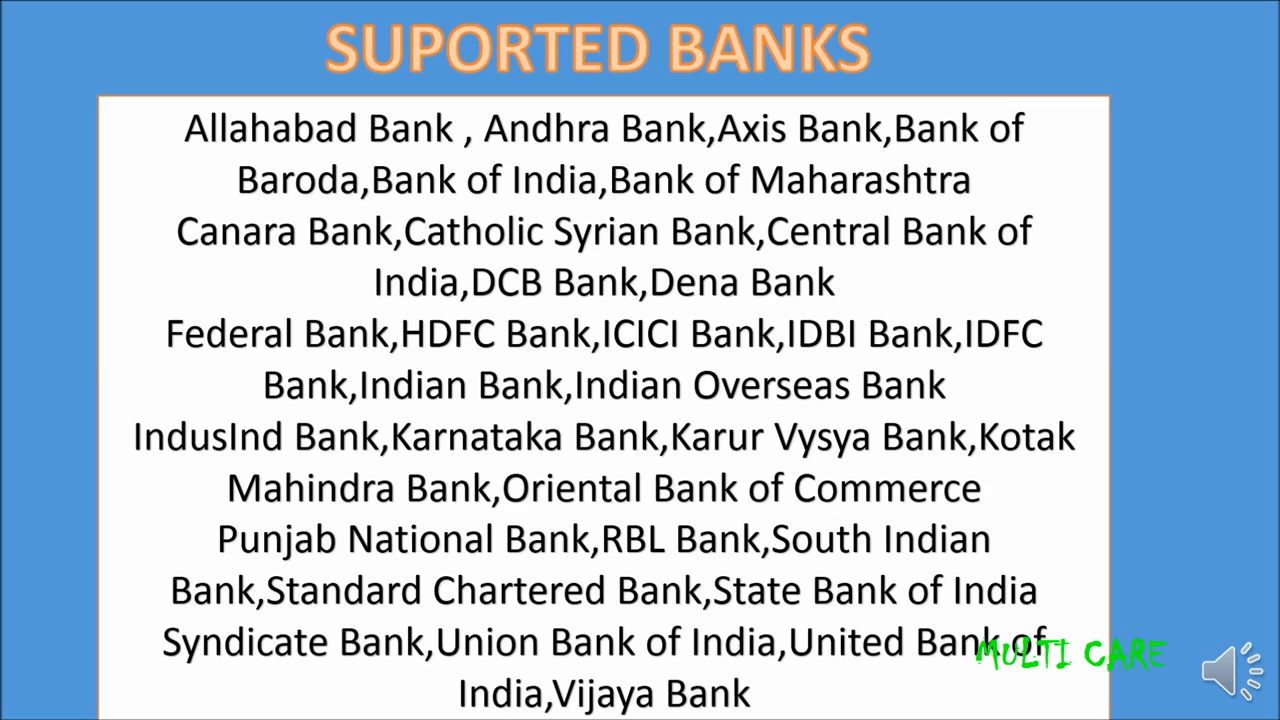 SUPORTED BANKS
Allahabad Bank , Andhra Bank,Axis Bank,Bank of
Baroda,Bank of India,Bank of Maharashtra
Canara Bank,Catholic Syrian Bank,Central Bank of
India,DCB Bank,Dena Bank
Federal Bank,HDFC Bank,ICICI Bank,IDBI Bank,IDFC
Bank,Indian Bank,Indian Overseas Bank
IndusInd Bank,Karnataka Bank,Karur Vysya Bank,Kotak
Mahindra Bank,Oriental Bank of Commerce
Punjab National Bank,RBL Bank,South Indian
Bank,Standard Chartered Bank,State Bank of India
Syndicate Bank,Union Bank of India,United Bank of
India,Vijaya Bank
MULTI CARE